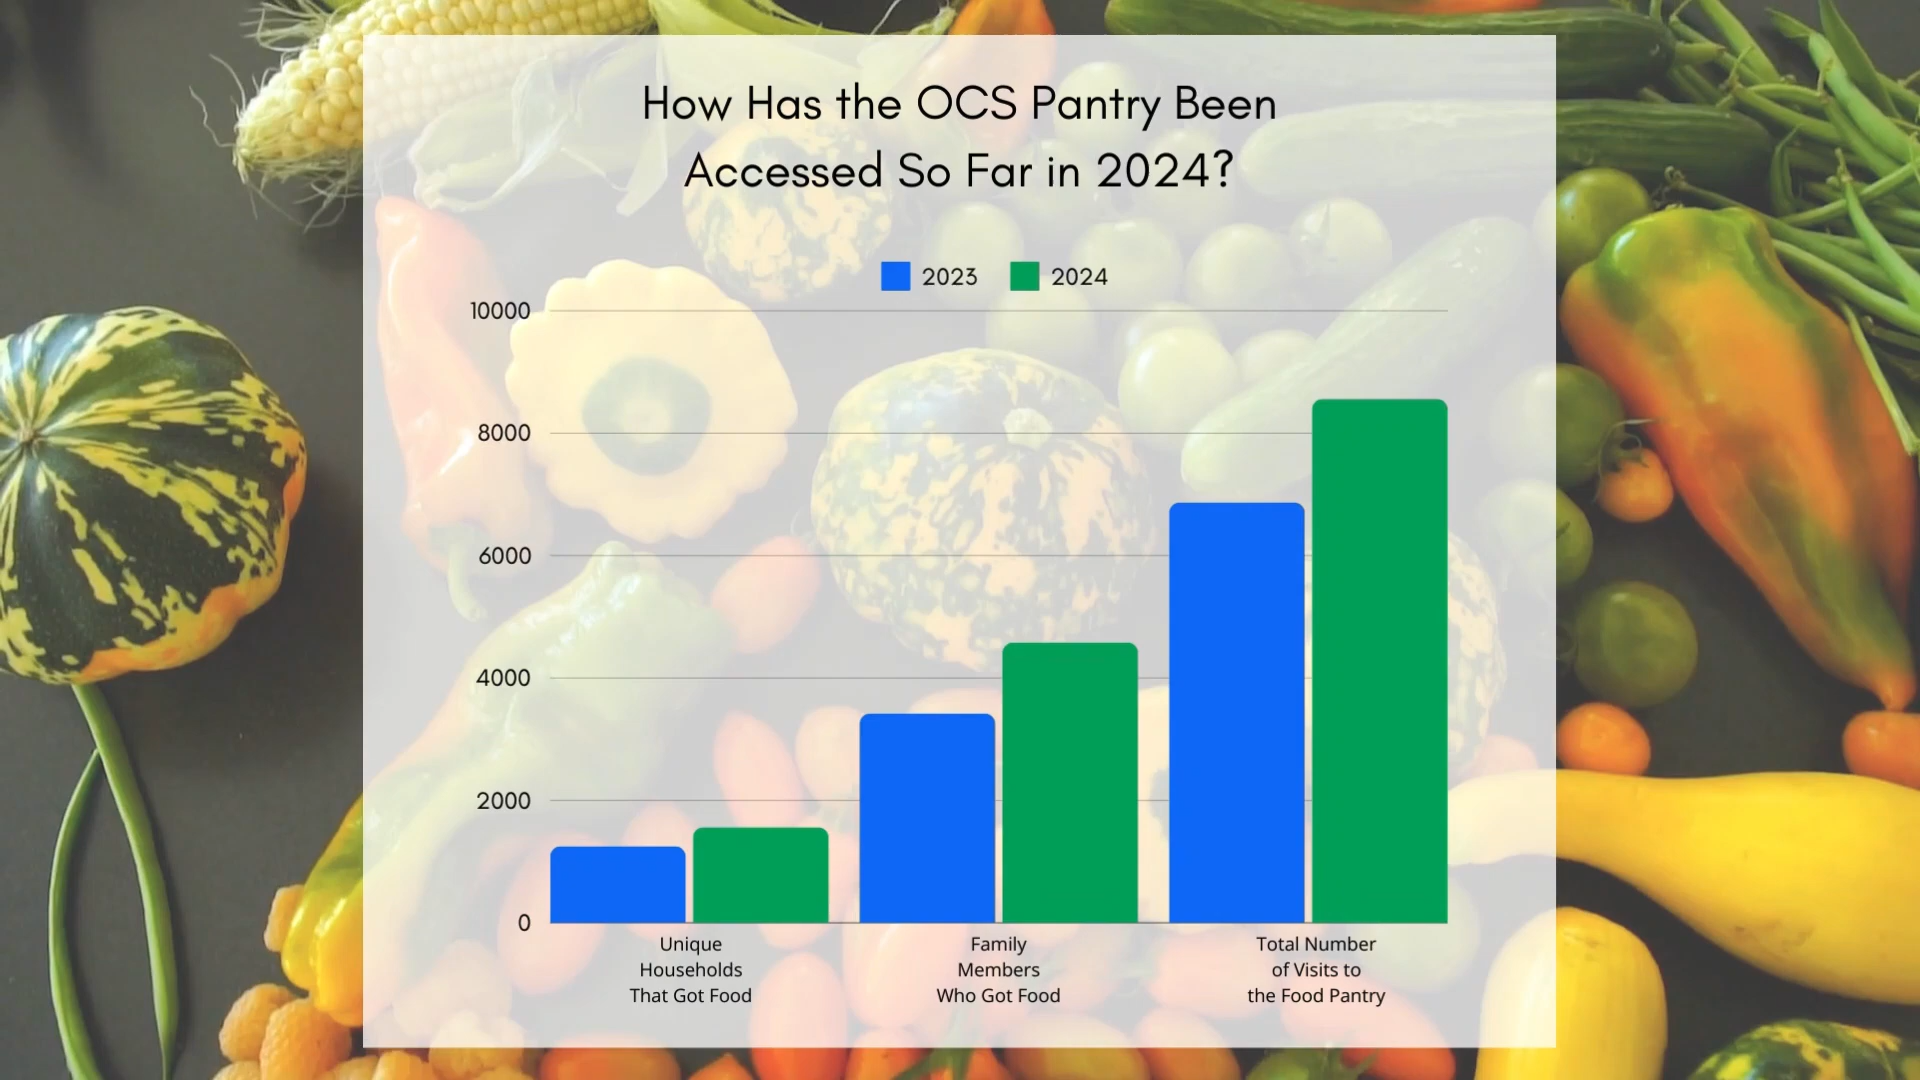 How Has the OCS Pantry Been
Accessed So Far in 2024?
2023 2024
10000
8000
6000
4000
2000
0
Unique
Households
That Got Food
Family
Members
Who Got Food
Total Number
of Visits to
the Food Pantry